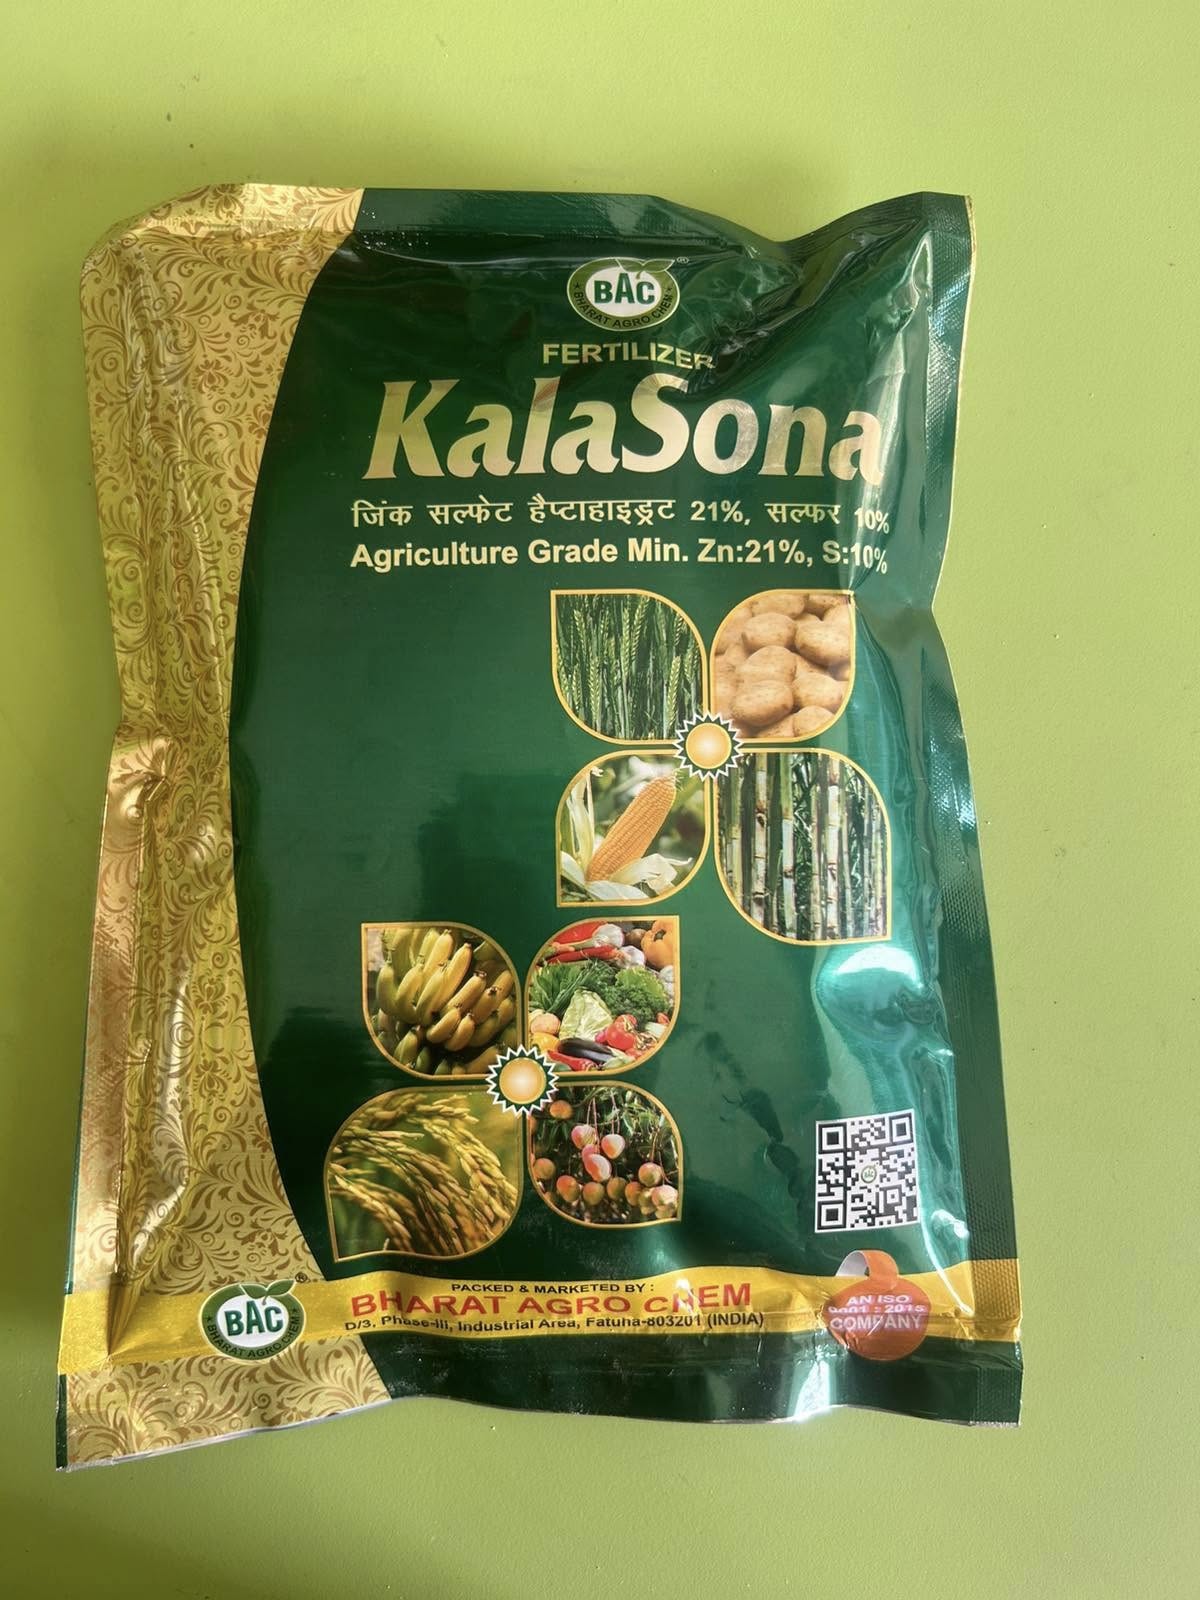 BAC
BHARAT AGRO CHEM
FERTILIZER
KalaSona
जिंक सल्फेट हैप्टाहाइड्रट 21%, सल्फर 10%
Agriculture Grade Min. Zn:21%, S:10%
PACKED & MARKETED BY :
BHARAT AGRO CHEM
D/3, Phase-III, Industrial Area, Fatuha-803201 (INDIA)
BAC
BHARAT AGRO CHEM
AN ISO
9001 : 2015
COMPANY